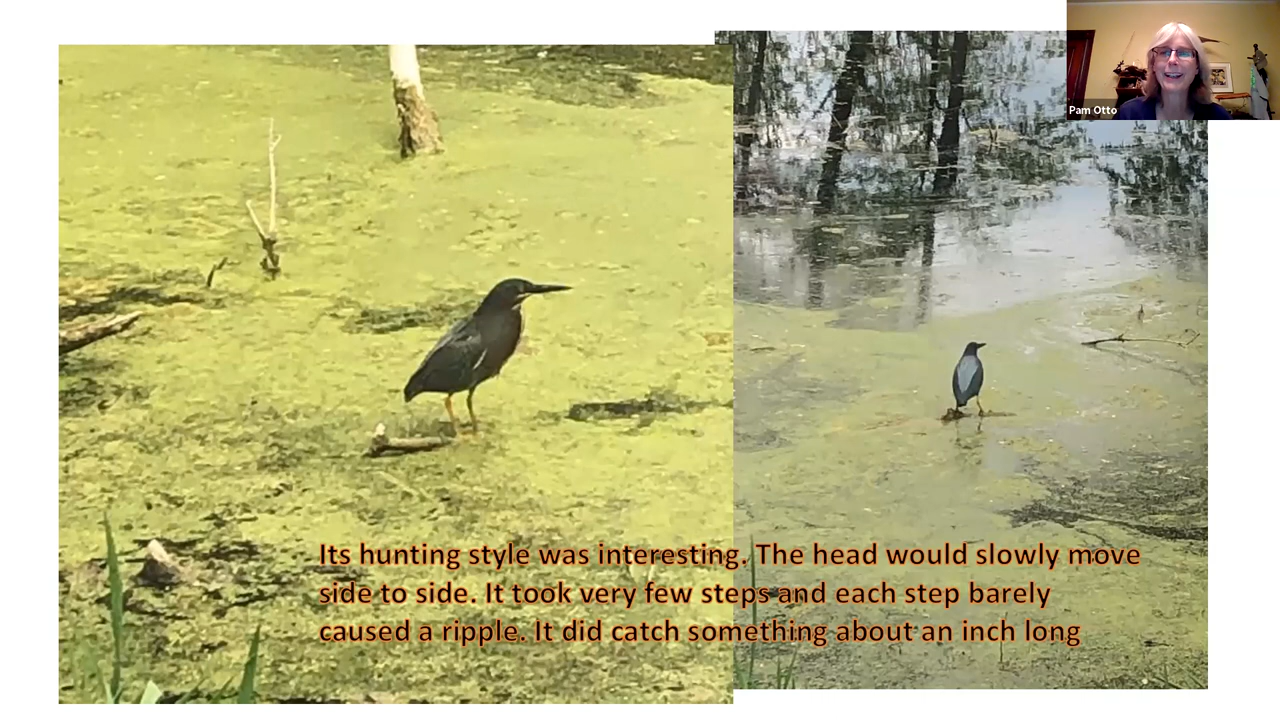 Pam Otto
Its hunting style was interesting. The head would slowly move
side to side. It took very few steps and each step barely
caused a ripple. It did catch something about an inch long